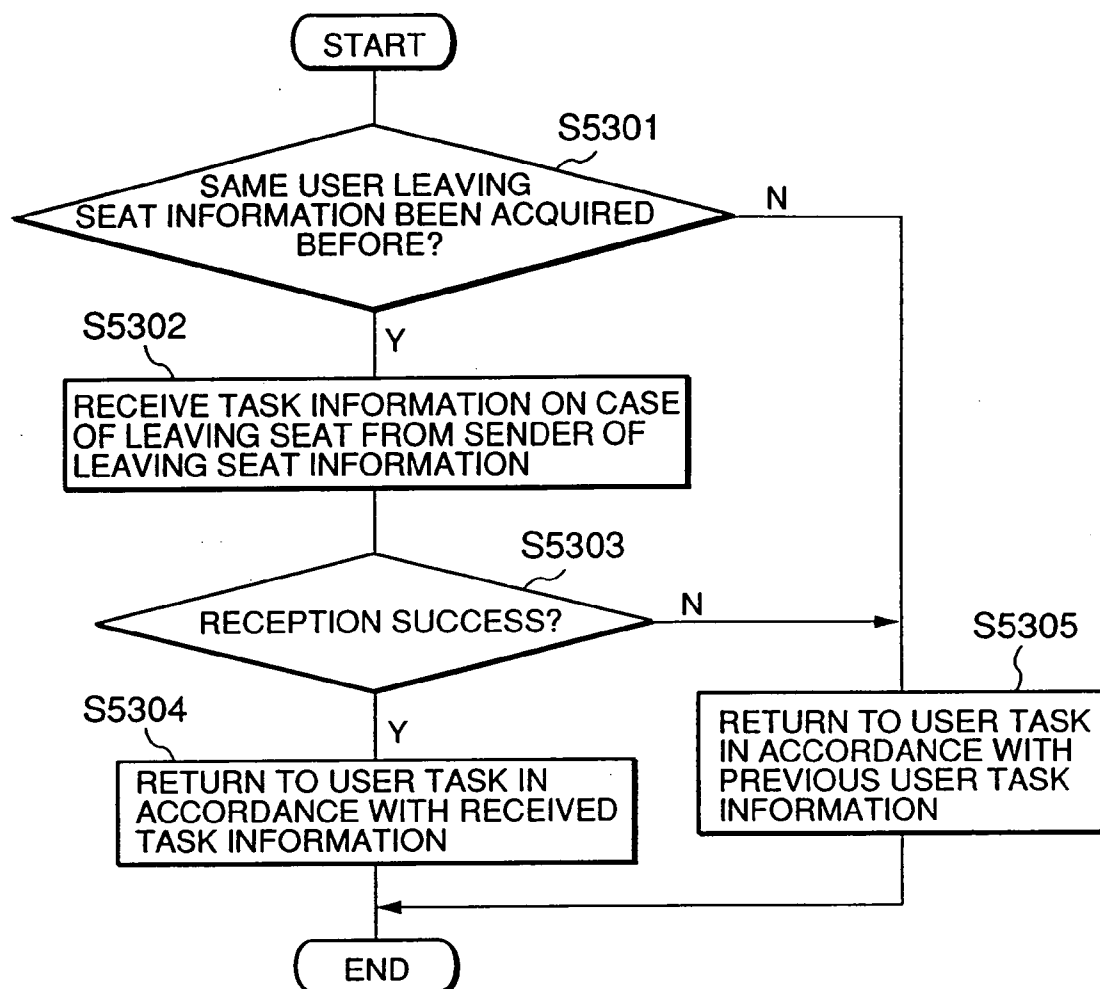 START
S5301
SAME USER LEAVING
SEAT INFORMATION BEEN ACQUIRED
BEFORE?
N
Y
S5302
RECEIVE TASK INFORMATION ON CASE
OF LEAVING SEAT FROM SENDER OF
LEAVING SEAT INFORMATION
S5303
RECEPTION SUCCESS?
N
Y
S5304
RETURN TO USER TASK IN
ACCORDANCE WITH RECEIVED
TASK INFORMATION
S5305
RETURN TO USER TASK
IN ACCORDANCE WITH
PREVIOUS USER TASK
INFORMATION
END